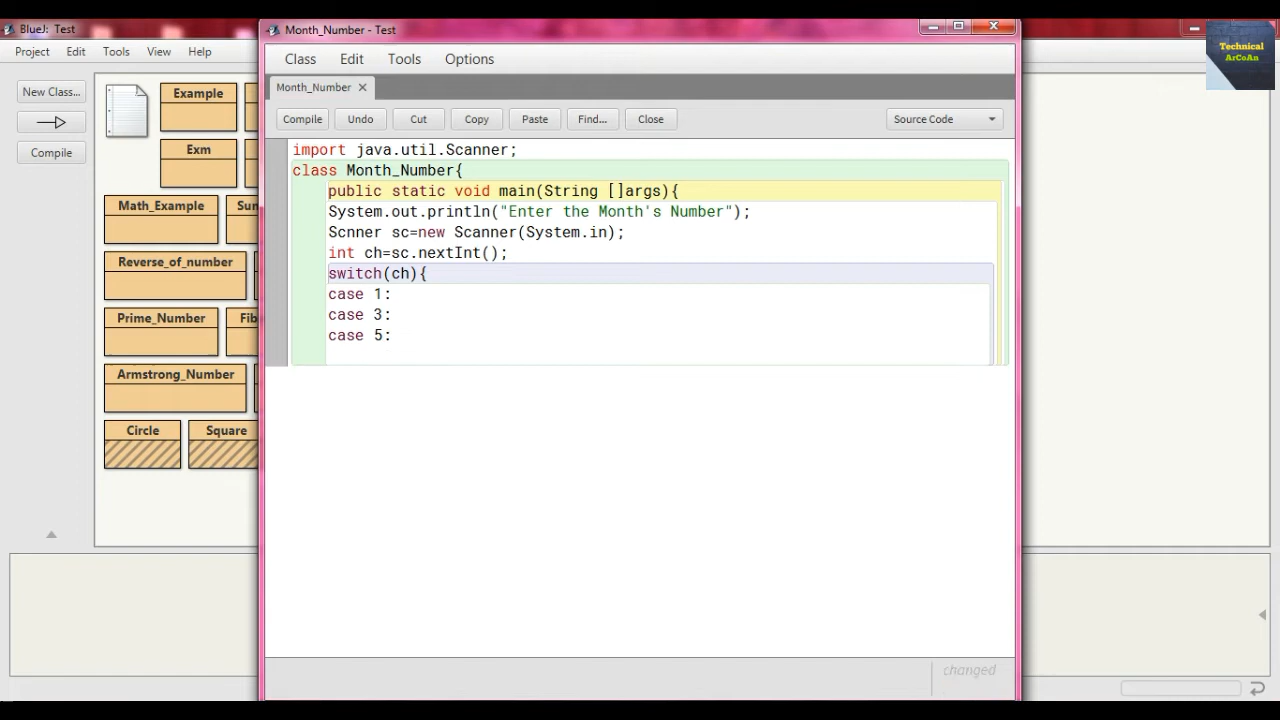 BlueJ: Test
Project Edit Tools View Help
New Class...
Compile
Example
Exm
Math_Example
Sun
Reverse_of_number
Prime_Number
Fib
Armstrong_Number
Circle
Square
Month_Number - Test
Class Edit Tools Options
Month_Number
Compile Undo Cut Copy Paste Find... Close Source Code
import java.util.Scanner;
class Month_Number{
public static void main(String []args){
System.out.println("Enter the Month's Number");
Scnner sc=new Scanner(System.in);
int ch=sc.nextInt();
switch(ch){
case 1:
case 3:
case 5:
changed
Technical
ArCoAn